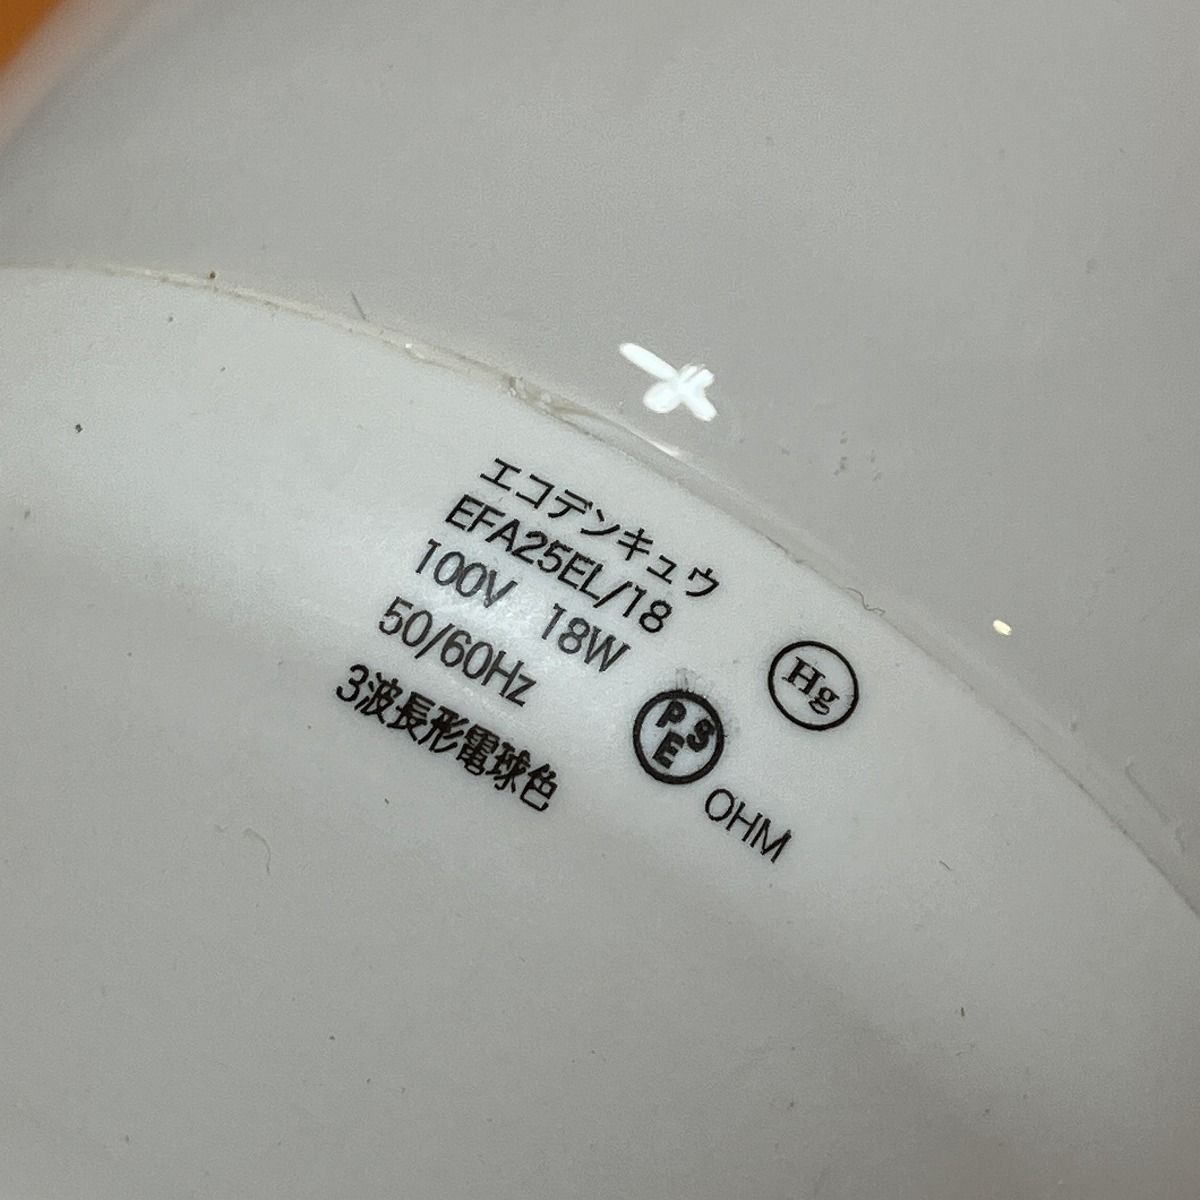 エコデンキュウ
EFA25EL/18
100V 18W
50/60Hz
3波長形電球色
Hg
PSE
OHM